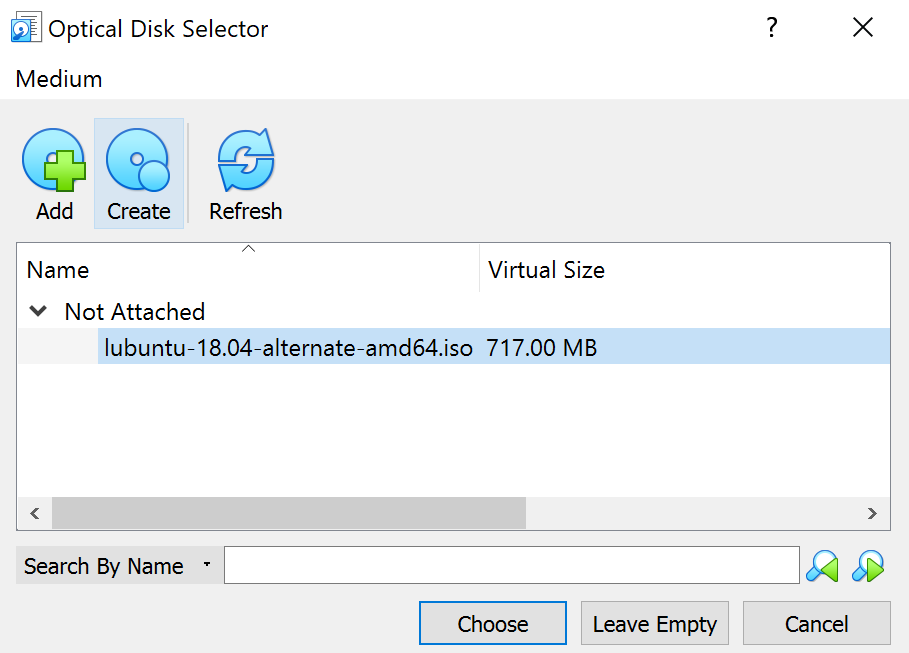 Optical Disk Selector ?
Medium
Add Create Refresh
Name Virtual Size
Not Attached
lubuntu-18.04-alternate-amd64.iso 717.00 MB
Search By Name
Choose Leave Empty Cancel